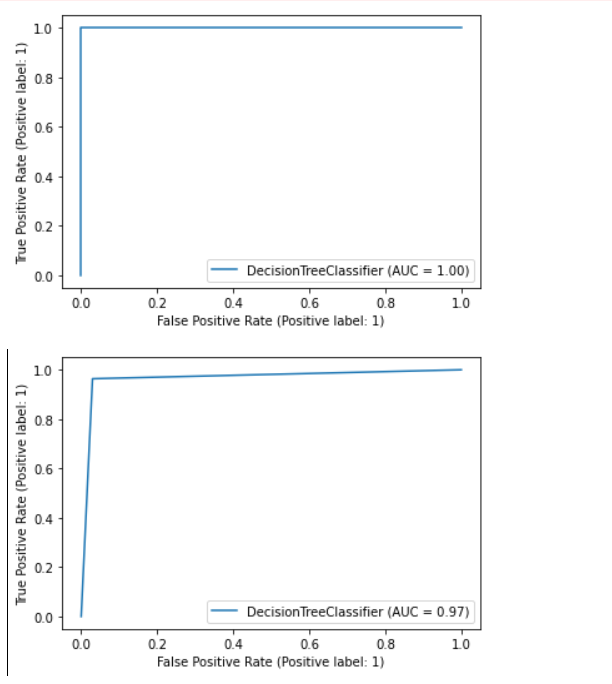 1.0
0.8
0.6
0.4
0.2
0.0
True Positive Rate (Positive label: 1)
DecisionTreeClassifier (AUC = 1.00)
0.0 0.2 0.4 0.6 0.8 1.0
False Positive Rate (Positive label: 1)
1.0
0.8
0.6
0.4
0.2
0.0
True Positive Rate (Positive label: 1)
DecisionTreeClassifier (AUC = 0.97)
0.0 0.2 0.4 0.6 0.8 1.0
False Positive Rate (Positive label: 1)